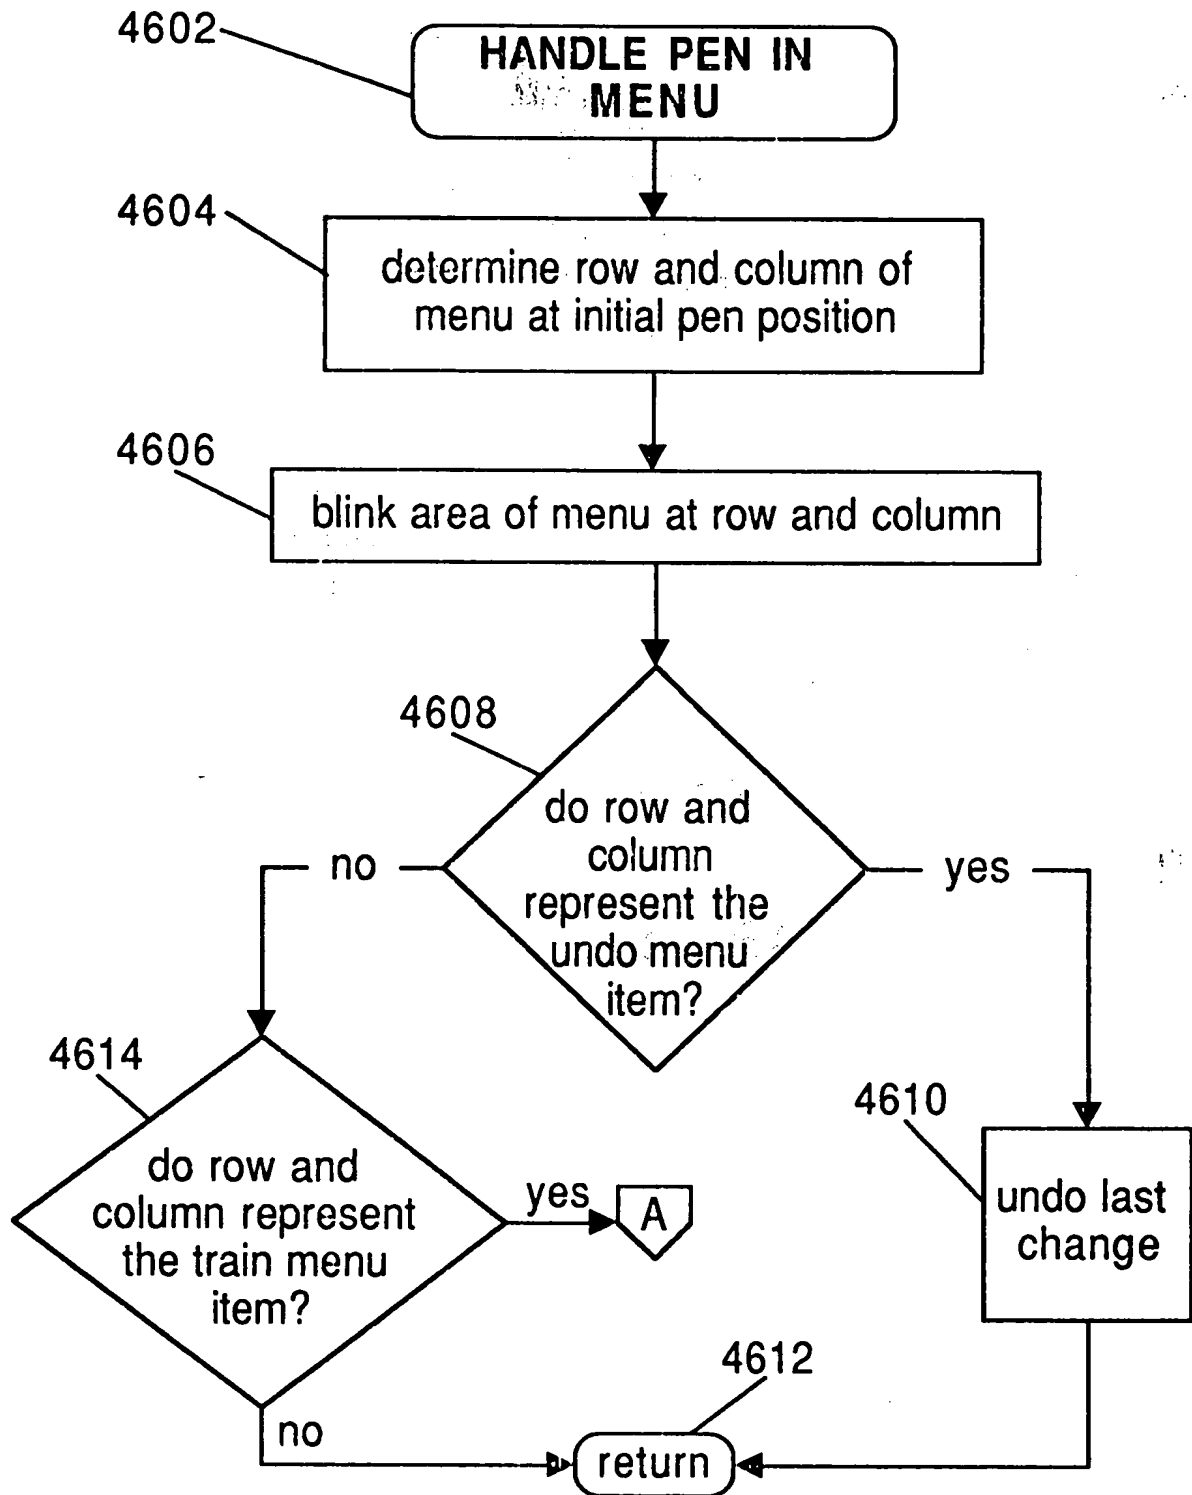 4602
HANDLE PEN IN
MENU
4604
determine row and column of
menu at initial pen position
4606
blink area of menu at row and column
4608
do row and
column
represent the
undo menu
item?
no
yes
4614
do row and
column represent
the train menu
item?
yes
A
4610
undo last
change
4612
no
return